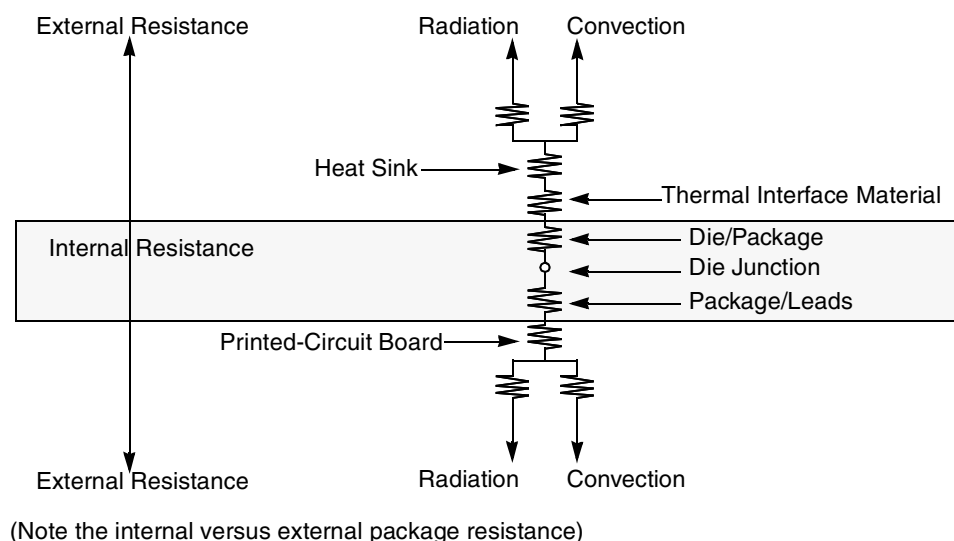 External Resistance
Radiation
Convection
Heat Sink
Thermal Interface Material
Internal Resistance
Die/Package
Die Junction
Package/Leads
Printed-Circuit Board
External Resistance
Radiation
Convection
(Note the internal versus external package resistance)